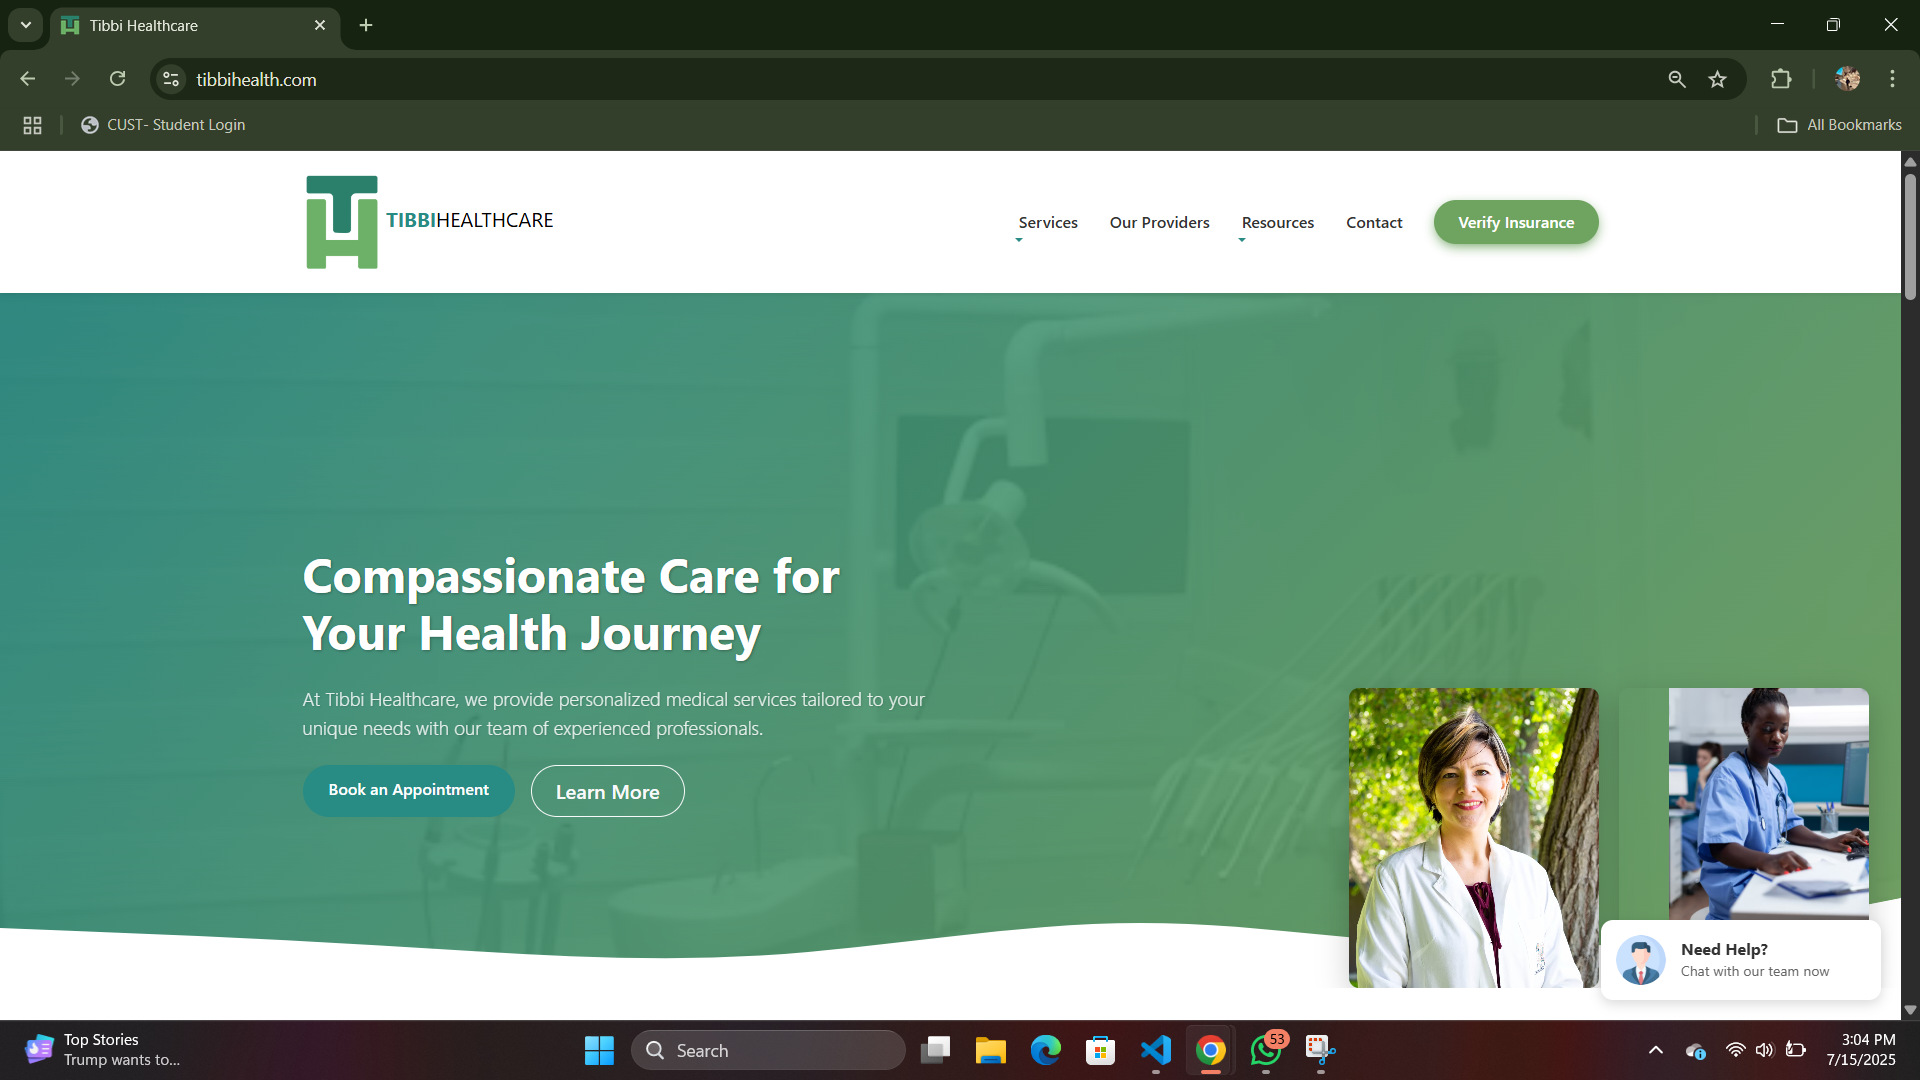 Tibbi Healthcare
tibbihealth.com
CUST- Student Login
All Bookmarks
TIBBIHEALTHCARE
Services
Our Providers
Resources
Contact
Verify Insurance
Compassionate Care for
Your Health Journey
At Tibbi Healthcare, we provide personalized medical services tailored to your
unique needs with our team of experienced professionals.
Book an Appointment
Learn More
Need Help?
Chat with our team now
Top Stories
Trump wants to...
Search
53
3:04 PM
7/15/2025